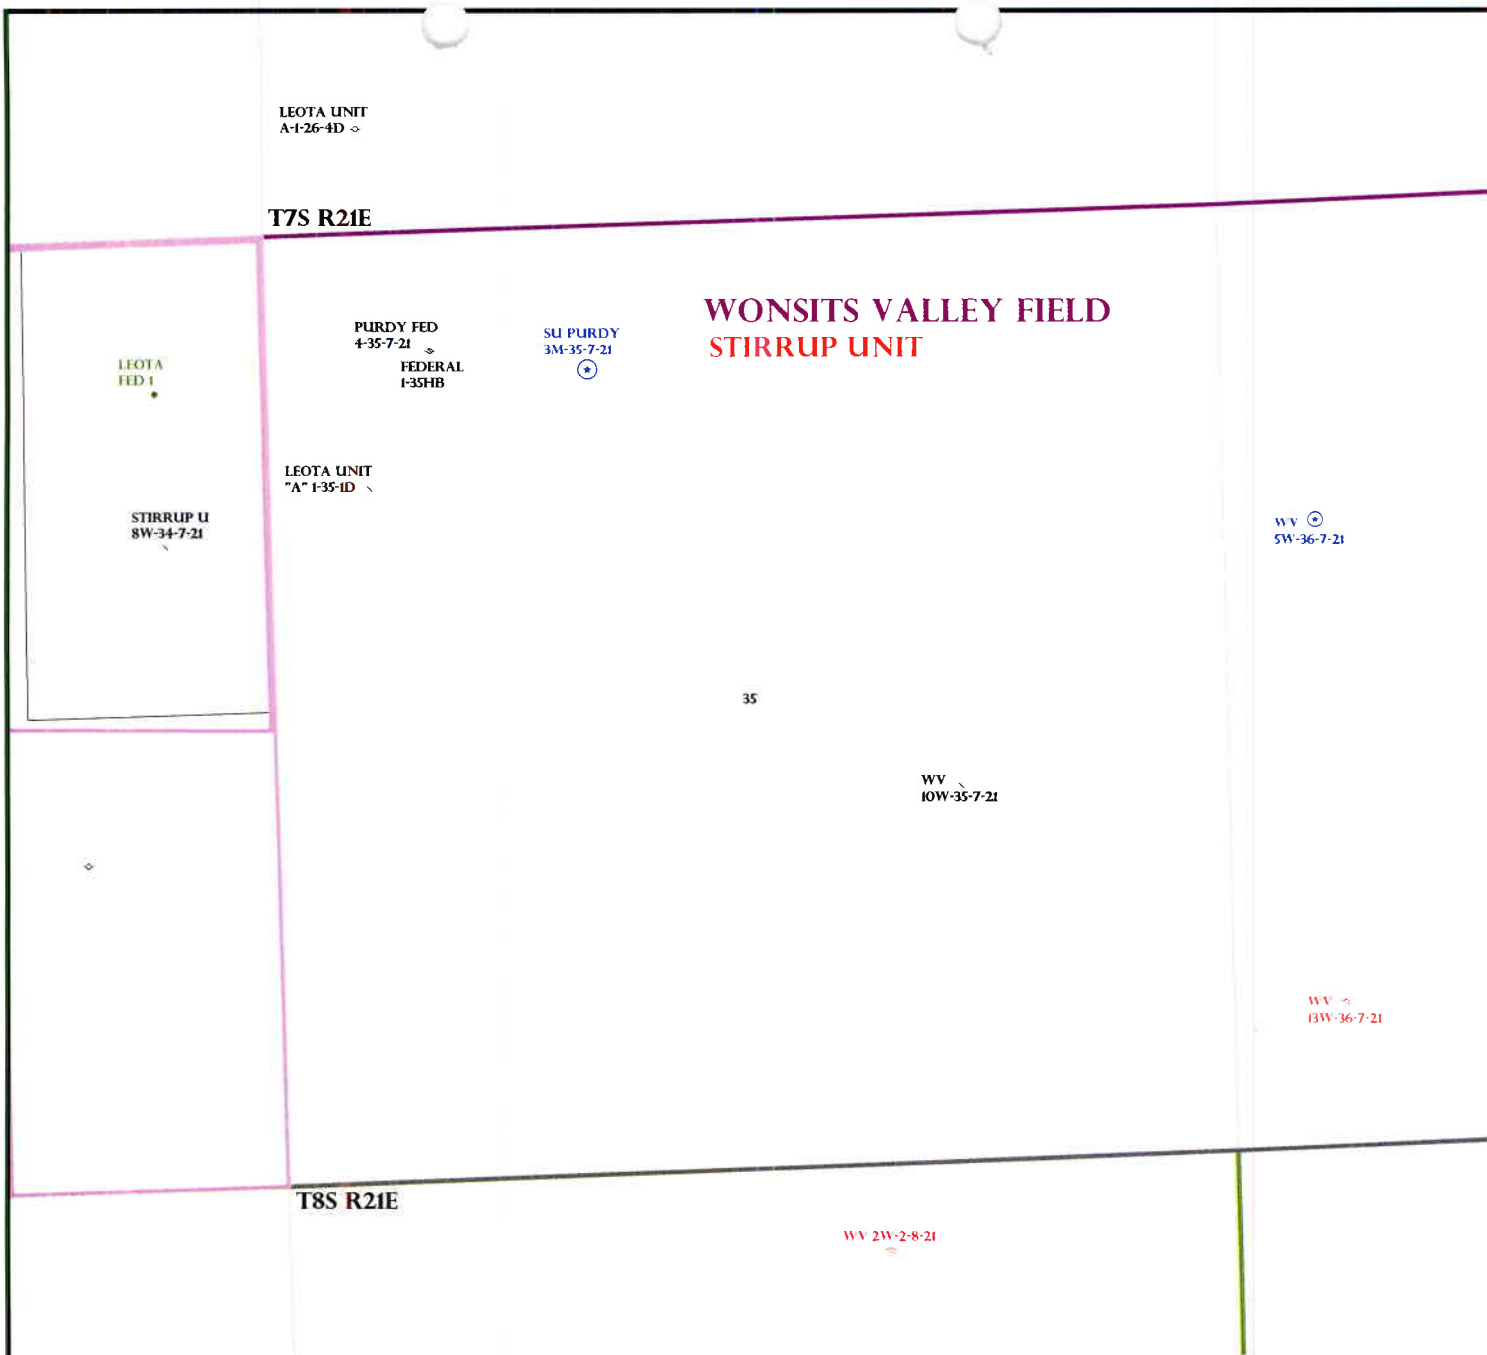 LEOTA UNIT
A-1-26-4D
T7S R21E
WONSITS VALLEY FIELD
STIRRUP UNIT
PURDY FED
4-35-7-21
FEDERAL
1-35HB
SU PURDY
3M-35-7-21
LEOTA
FED 1
LEOTA UNIT
"A" 1-35-1D
STIRRUP U
8W-34-7-21
WV
5W-36-7-21
35
WV
10W-35-7-21
WV
13W-36-7-21
T8S R21E
WV 2W-2-8-21